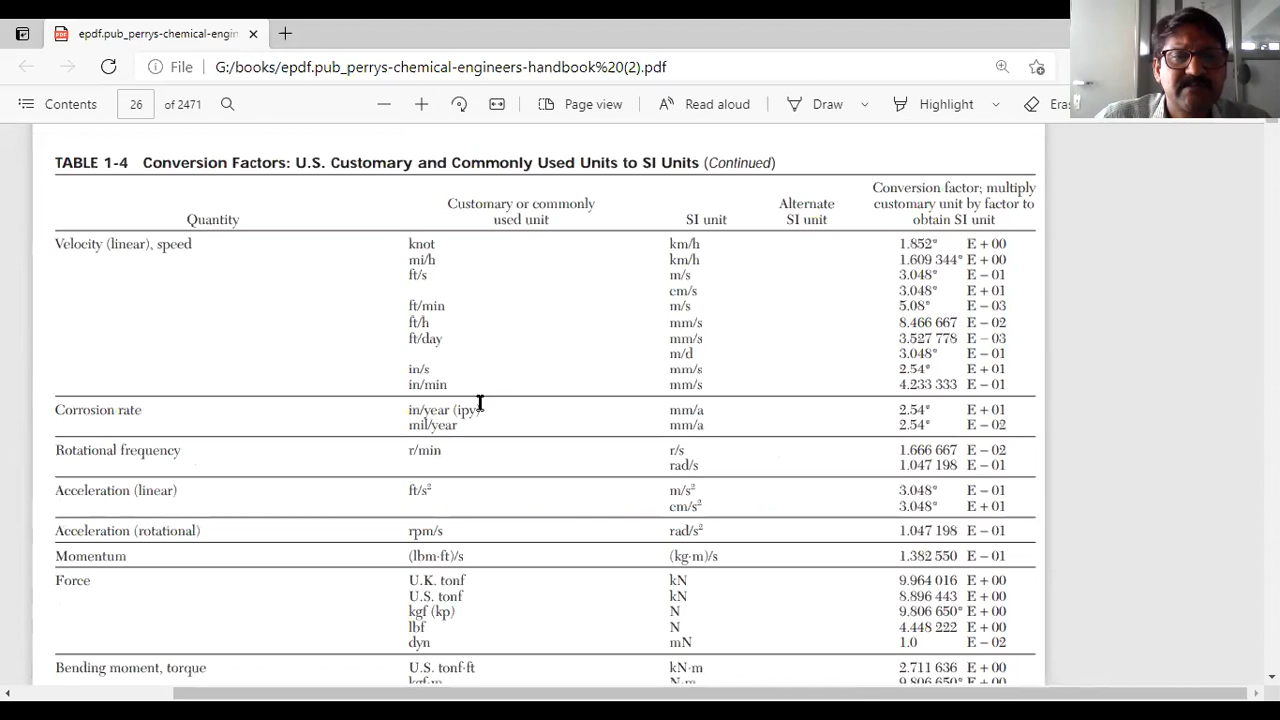 epdf.pub_perrys-chemical-engin
File G:/books/epdf.pub_perrys-chemical-engineers-handbook%20(2).pdf
Contents 26 of 2471 Page view Read aloud Draw Highlight Eras
TABLE 1-4 Conversion Factors: U.S. Customary and Commonly Used Units to SI Units (Continued)
Quantity Customary or commonly used unit SI unit Alternate SI unit Conversion factor; multiply customary unit by factor to obtain SI unit
Velocity (linear), speed knot km/h 1.852* E + 00
mi/h km/h 1.609 344* E + 00
ft/s m/s 3.048* E – 01
cm/s 3.048* E + 01
ft/min m/s 5.08* E – 03
ft/h mm/s 8.466 667 E – 02
ft/day mm/s 3.527 778 E – 03
m/d 3.048* E – 01
in/s mm/s 2.54* E + 01
in/min mm/s 4.233 333 E – 01
Corrosion rate in/year (ipy) mm/a 2.54* E + 01
mil/year mm/a 2.54* E – 02
Rotational frequency r/min r/s 1.666 667 E – 02
rad/s 1.047 198 E – 01
Acceleration (linear) ft/s² m/s² 3.048* E – 01
cm/s² 3.048* E + 01
Acceleration (rotational) rpm/s rad/s² 1.047 198 E – 01
Momentum (lbm·ft)/s (kg·m)/s 1.382 550 E – 01
Force U.K. tonf kN 9.964 016 E + 00
U.S. tonf kN 8.896 443 E + 00
kgf (kp) N 9.806 650* E + 00
lbf N 4.448 222 E + 00
dyn mN 1.0 E – 02
Bending moment, torque U.S. tonf·ft kN·m 2.711 636 E + 00
kgf·m N·m 9.806 650* E + 00